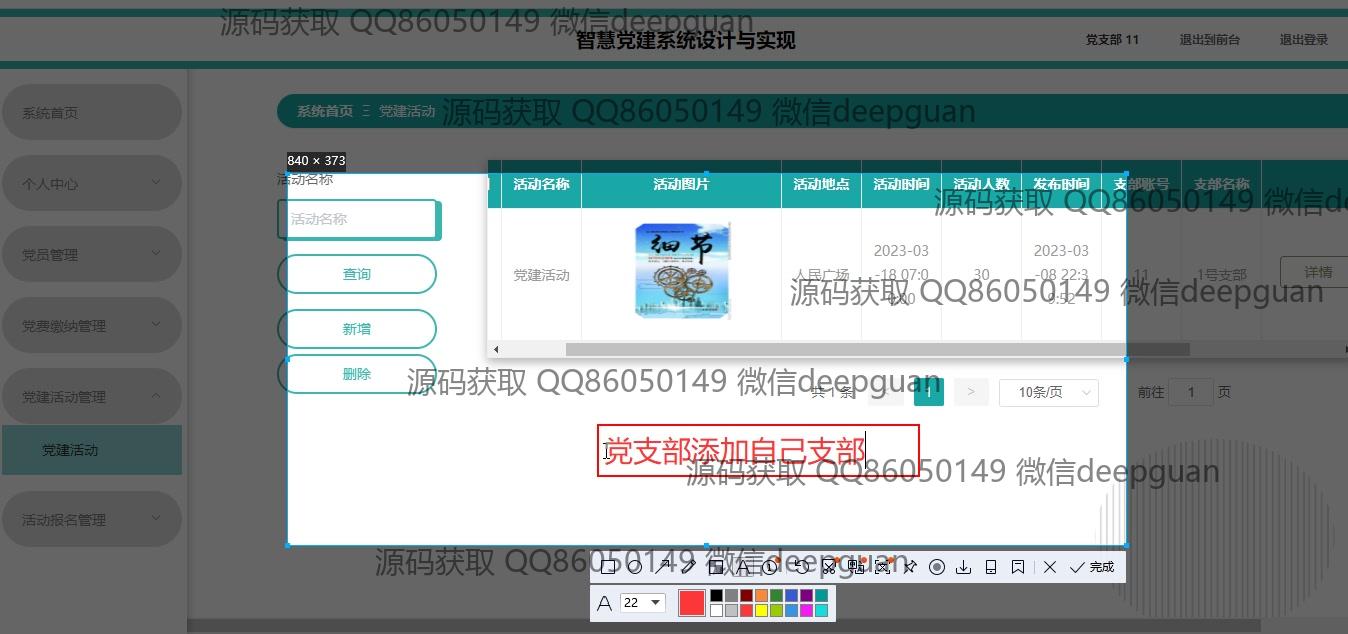 源码获取 QQ86050149 微信deepguan
智慧党建系统设计与实现
党支部 11
退出到前台
退出登录
系统首页
个人中心
党员管理
党费缴纳管理
党建活动管理
党建活动
活动报名管理
系统首页 Ξ 党建活动
源码获取 QQ86050149 微信deepguan
840 × 373
活动名称
活动名称
查询
新增
删除
活动名称 活动图片 活动地点 活动时间 活动人数 发布时间 支部账号 支部名称
源码获取 QQ86050149 微信de
党建活动 细节 人民广场 2023-03-18 07:00:00 30 2023-03-08 22:39:52 11 1号支部 详情
源码获取 QQ86050149 微信deepguan
源码获取 QQ86050149 微信deepguan
共 1 条 < 1 > 10条/页 前往 1 页
党支部添加自己支部
源码获取 QQ86050149 微信deepguan
源码获取 QQ86050149 微信deepguan
完成
A 22